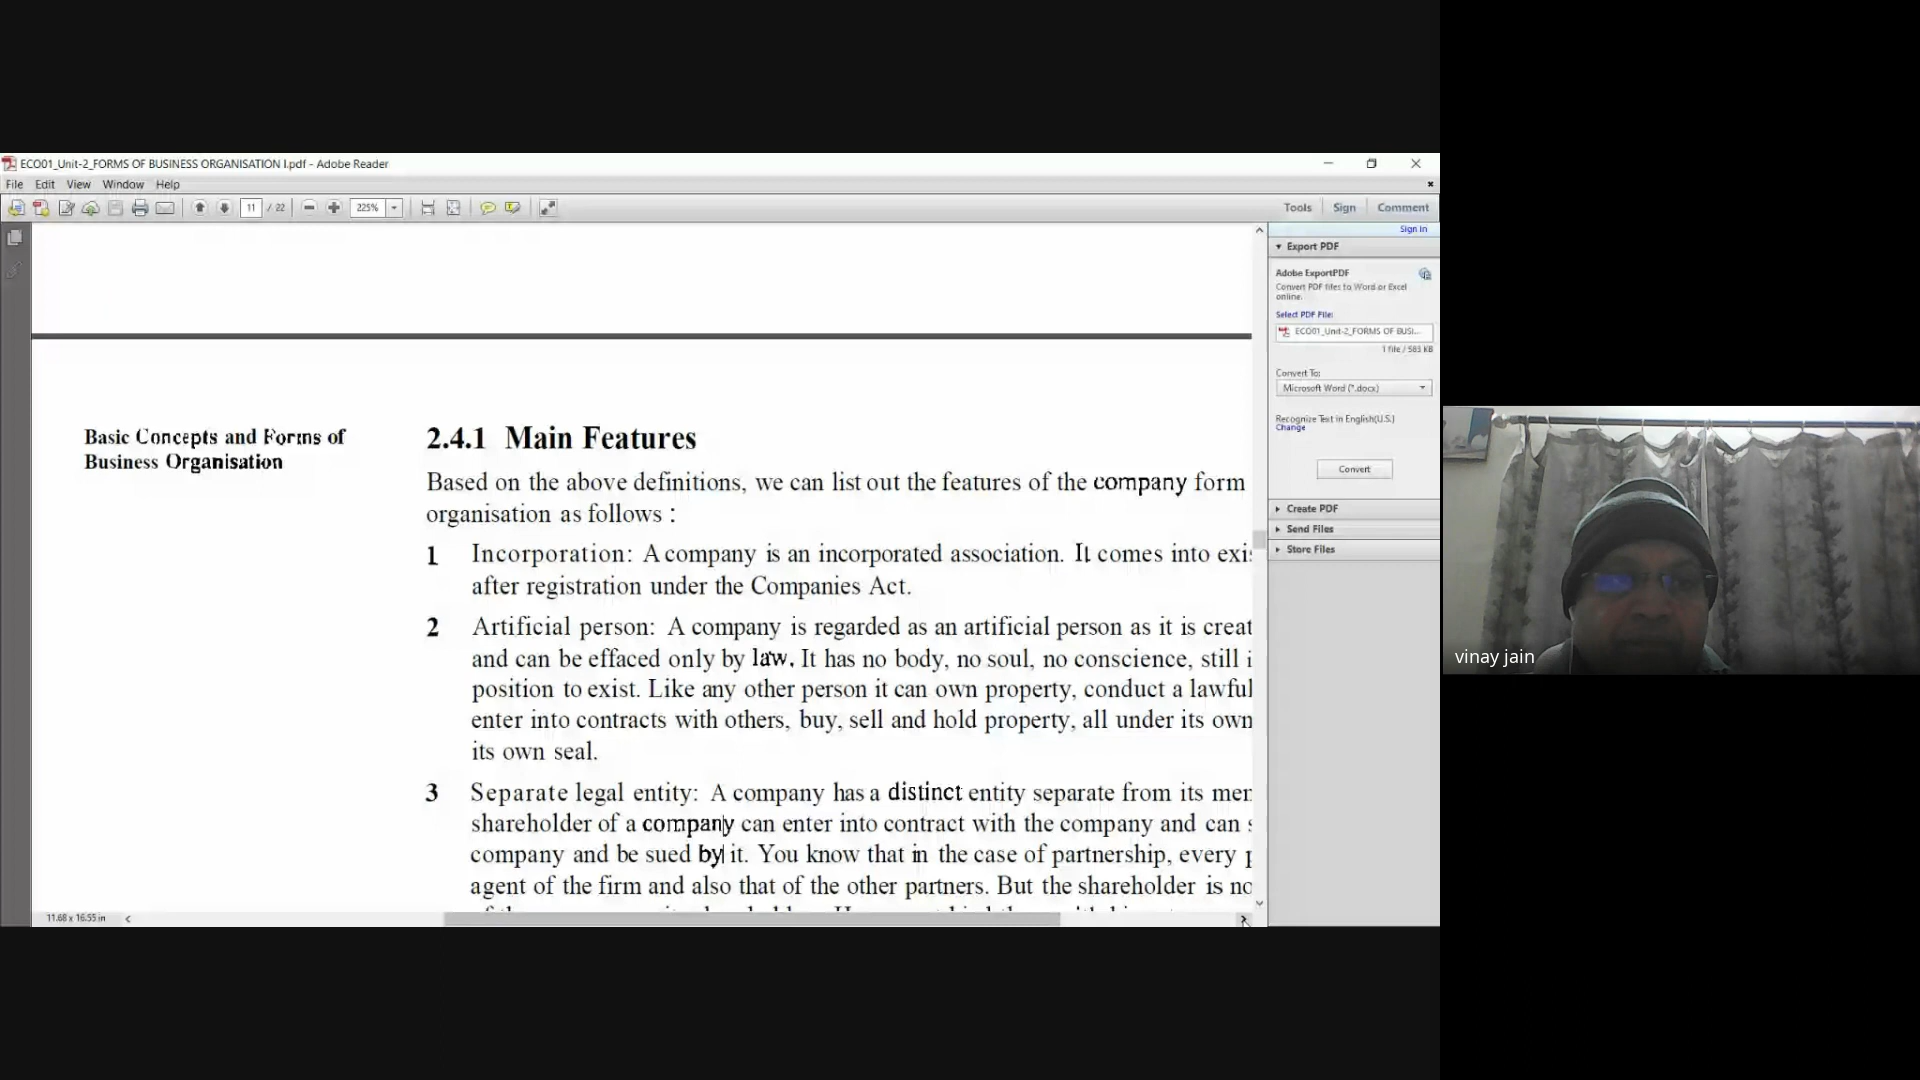 ECO01_Unit-2_FORMS OF BUSINESS ORGANISATION I.pdf - Adobe Reader
File Edit View Window Help
11 / 22 225% Tools Sign Comment
Sign In
Export PDF
Adobe ExportPDF
Convert PDF files to Word or Excel
online.
Select PDF File:
ECO01_Unit-2_FORMS OF BUSI...
1 file / 583 KB
Convert To:
Microsoft Word (*.docx)
Recognize Text in English(U.S.)
Change
Convert
Create PDF
Send Files
Store Files
Basic Concepts and Forms of
Business Organisation
2.4.1 Main Features
Based on the above definitions, we can list out the features of the company form
organisation as follows :
1 Incorporation: A company is an incorporated association. It comes into exis
after registration under the Companies Act.
2 Artificial person: A company is regarded as an artificial person as it is creat
and can be effaced only by law. It has no body, no soul, no conscience, still i
position to exist. Like any other person it can own property, conduct a lawful
enter into contracts with others, buy, sell and hold property, all under its own
its own seal.
3 Separate legal entity: A company has a distinct entity separate from its mem
shareholder of a company can enter into contract with the company and can s
company and be sued by it. You know that in the case of partnership, every p
agent of the firm and also that of the other partners. But the shareholder is no
11.68 x 16.55 in
vinay jain